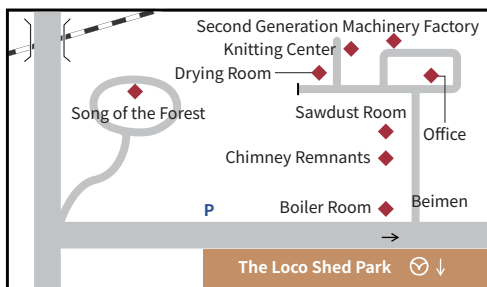 Second Generation Machinery Factory
Knitting Center
Drying Room
Song of the Forest
Sawdust Room
Office
Chimney Remnants
Boiler Room
Beimen
P
The Loco Shed Park